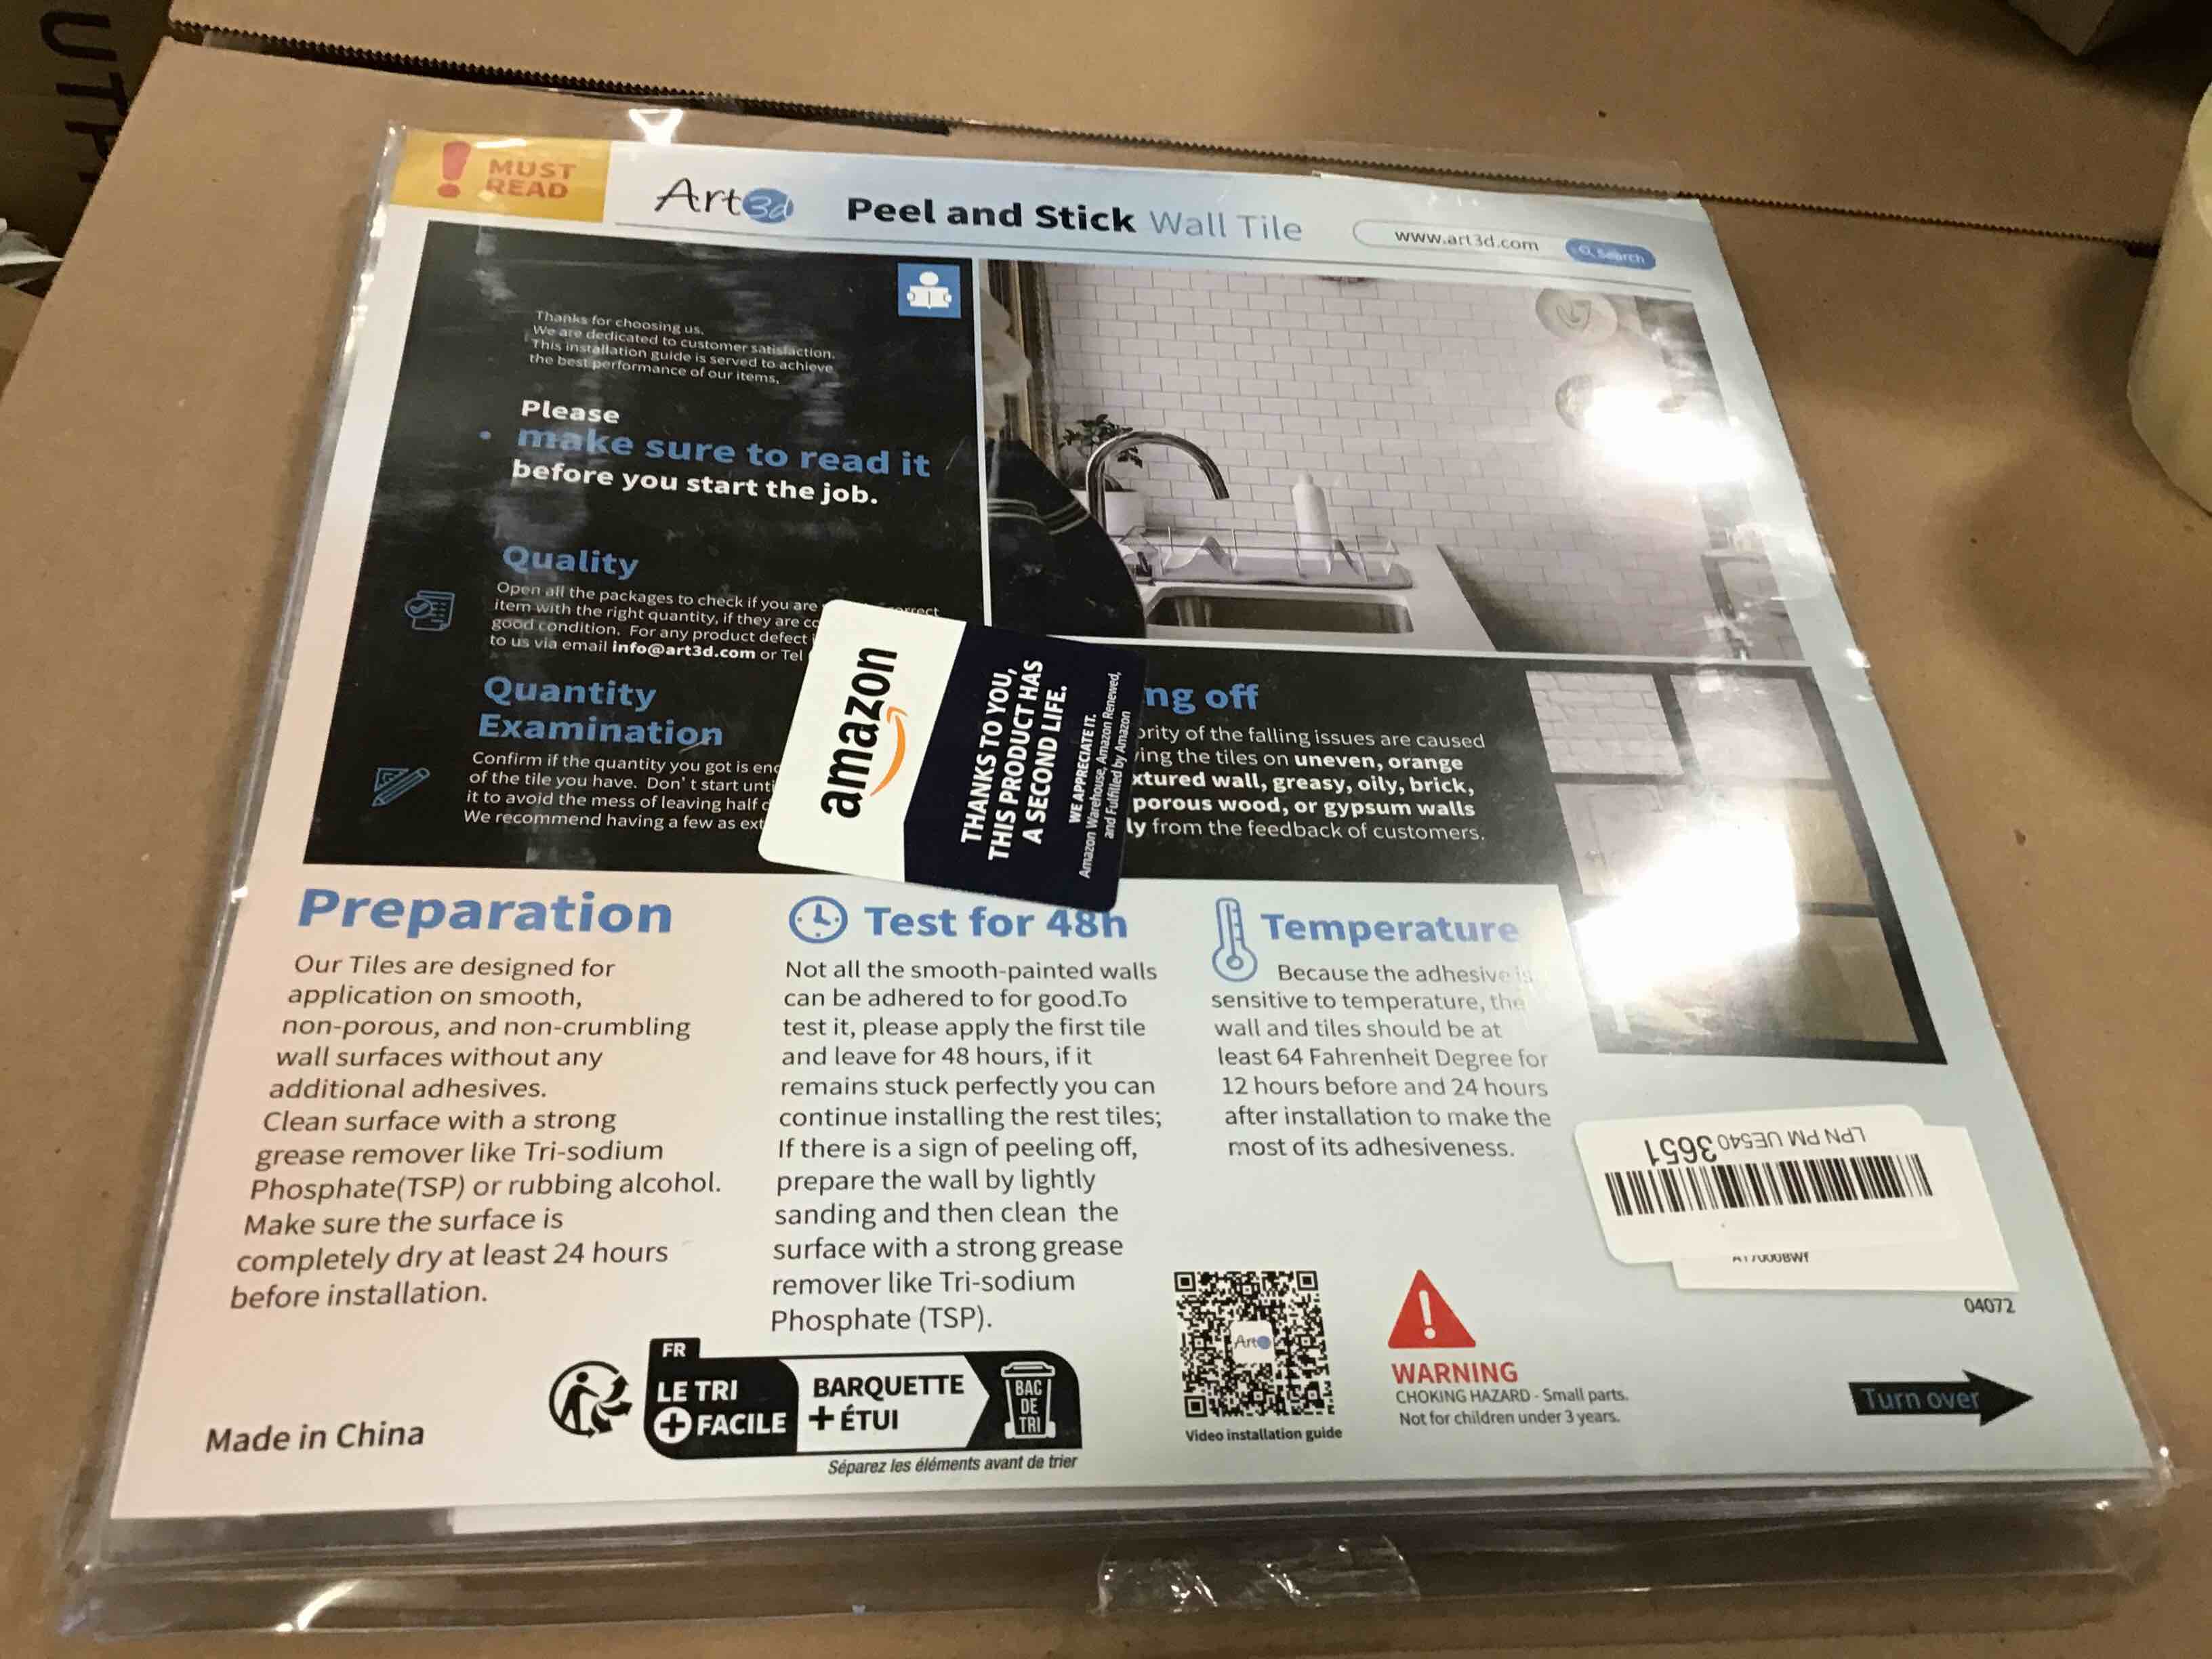 MUST
READ
Art3d
Peel and Stick Wall Tile
www.art3d.com
Search
Thanks for choosing us.
We are dedicated to customer satisfaction.
This installation guide is served to achieve
the best performance of our items,
Please
make sure to read it
before you start the job.
Quality
Open all the packages to check if you are
item with the right quantity, if they are
good condition. For any product defect
to us via email info@art3d.com or Tel
Quantity
Examination
Confirm if the quantity you got is
of the tile you have. Don't start
it to avoid the mess of leaving half
We recommend having a few as
amazon
THANKS TO YOU,
THIS PRODUCT HAS
A SECOND LIFE.
WE APPRECIATE IT.
Amazon Warehouse, Amazon Renewed,
and Fulfilled by Amazon
off
of the falling issues are caused
the tiles on uneven, orange
wall, greasy, oily, brick,
porous wood, or gypsum walls
from the feedback of customers.
Preparation
Our Tiles are designed for
application on smooth,
non-porous, and non-crumbling
wall surfaces without any
additional adhesives.
Clean surface with a strong
grease remover like Tri-sodium
Phosphate(TSP) or rubbing alcohol.
Make sure the surface is
completely dry at least 24 hours
before installation.
Test for 48h
Not all the smooth-painted walls
can be adhered to for good.To
test it, please apply the first tile
and leave for 48 hours, if it
remains stuck perfectly you can
continue installing the rest tiles;
If there is a sign of peeling off,
prepare the wall by lightly
sanding and then clean the
surface with a strong grease
remover like Tri-sodium
Phosphate (TSP).
Temperature
Because the adhesive is
sensitive to temperature, the
wall and tiles should be at
least 64 Fahrenheit Degree for
12 hours before and 24 hours
after installation to make the
most of its adhesiveness.
LPN PM UE540 3651
04072
Made in China
FR
LE TRI
+ FACILE
BARQUETTE
+ ÉTUI
BAC
DE
TRI
Séparez les éléments avant de trier
Art
Video installation guide
WARNING
CHOKING HAZARD - Small parts.
Not for children under 3 years.
Turn over